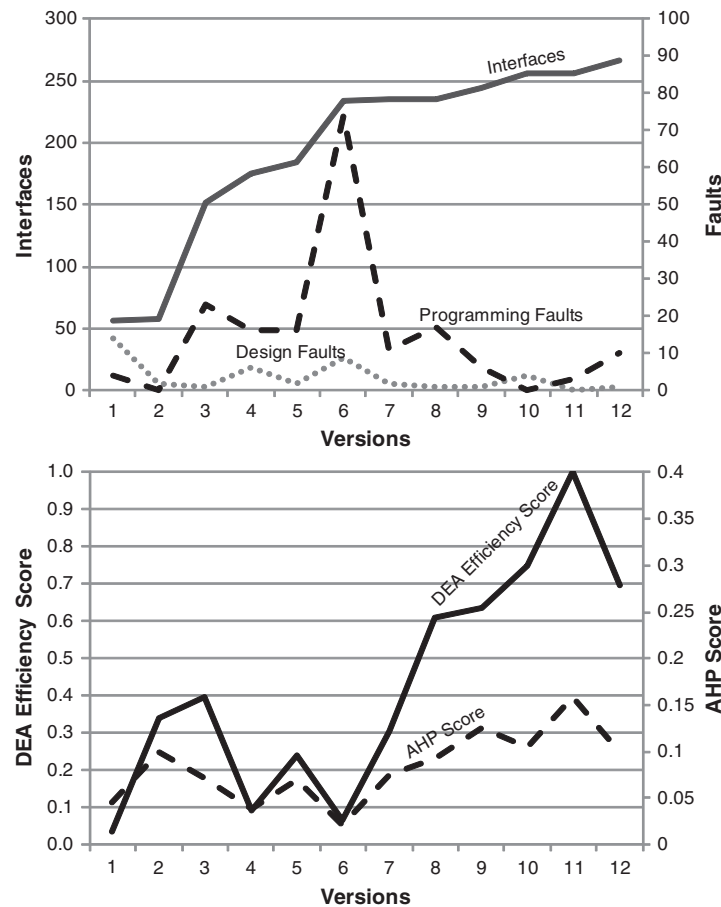 300
250
200
150
100
50
0
Interfaces
100
90
80
70
60
50
40
30
20
10
0
Faults
Interfaces
Programming Faults
Design Faults
1 2 3 4 5 6 7 8 9 10 11 12
Versions
1.0
0.9
0.8
0.7
0.6
0.5
0.4
0.3
0.2
0.1
0.0
DEA Efficiency Score
0.4
0.35
0.3
0.25
0.2
0.15
0.1
0.05
0
AHP Score
DEA Efficiency Score
AHP Score
1 2 3 4 5 6 7 8 9 10 11 12
Versions